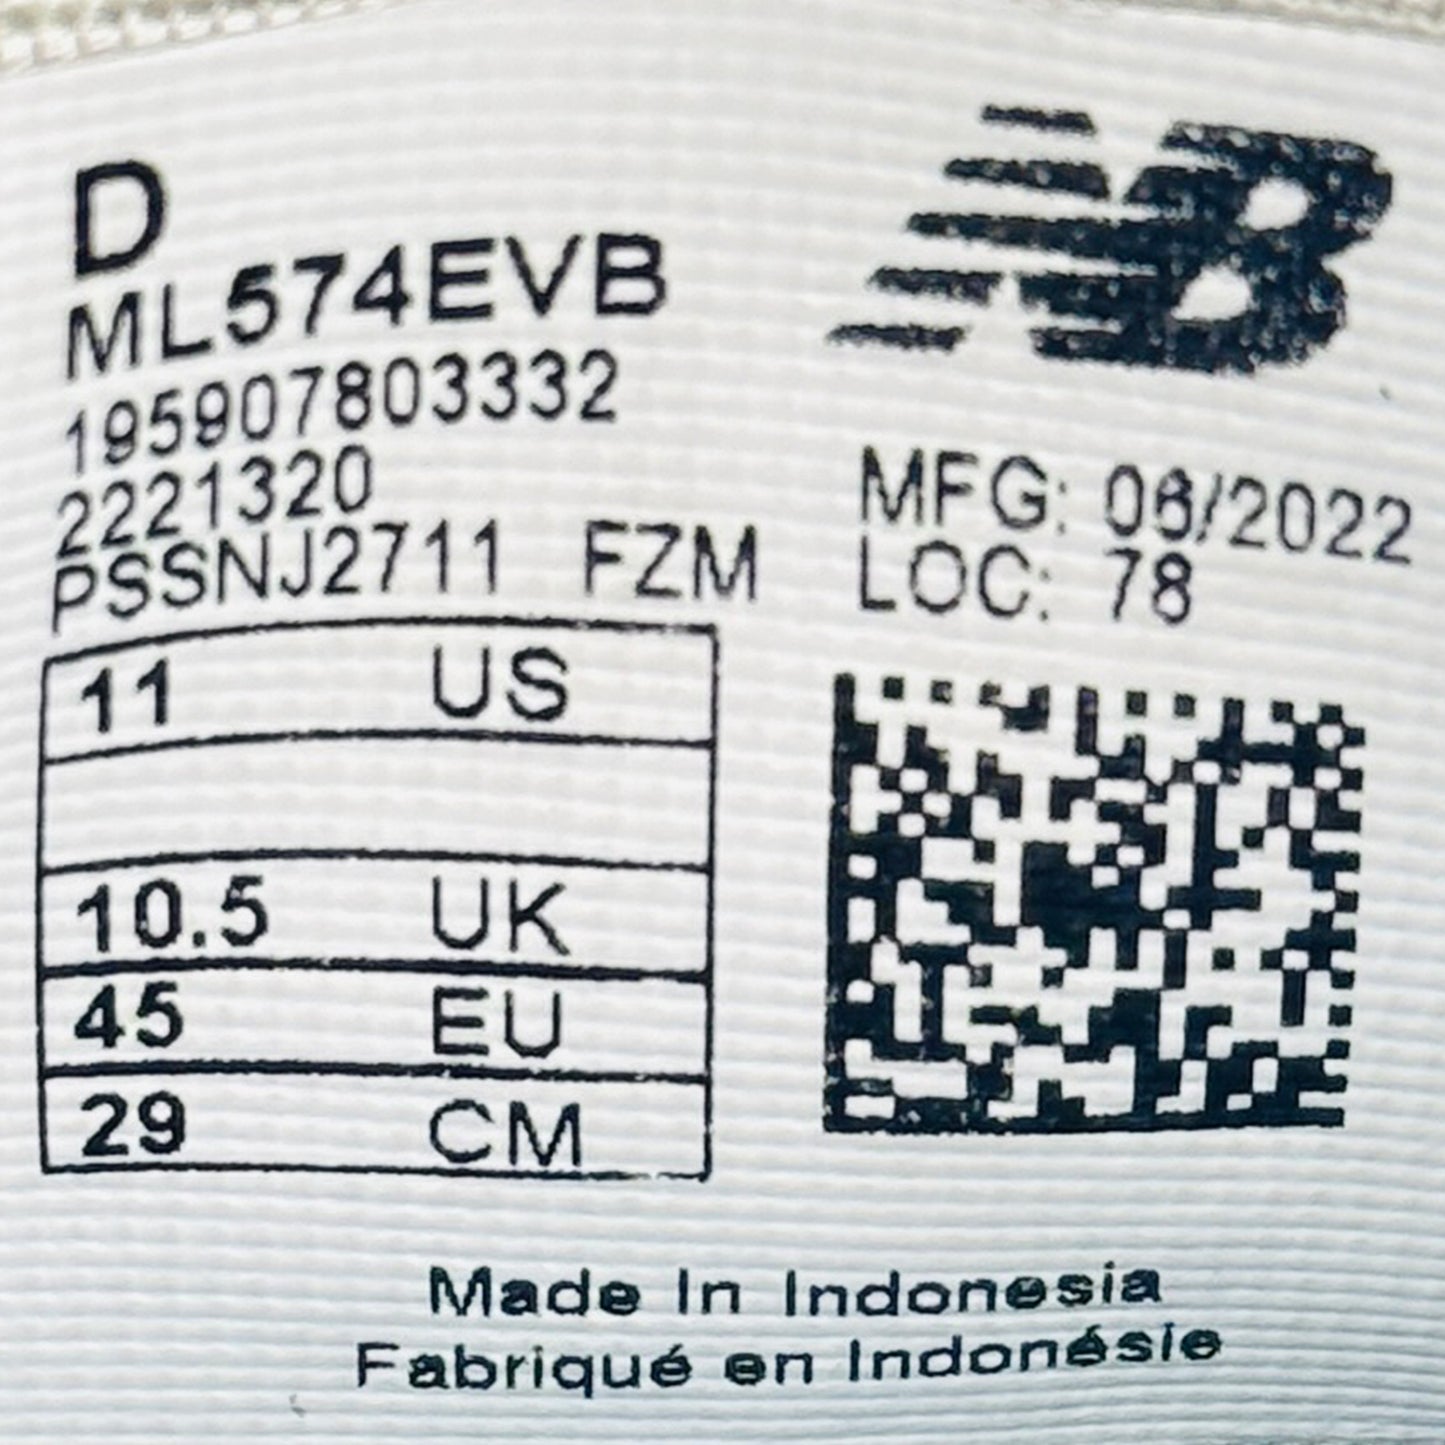 D
ML574EVB
195907803332
2221320
PSSNJ2711 FZM
NB
MFG: 06/2022
LOC: 78
11 US
10.5 UK
45 EU
29 CM
Made In Indonesia
Fabriqué en Indonésie